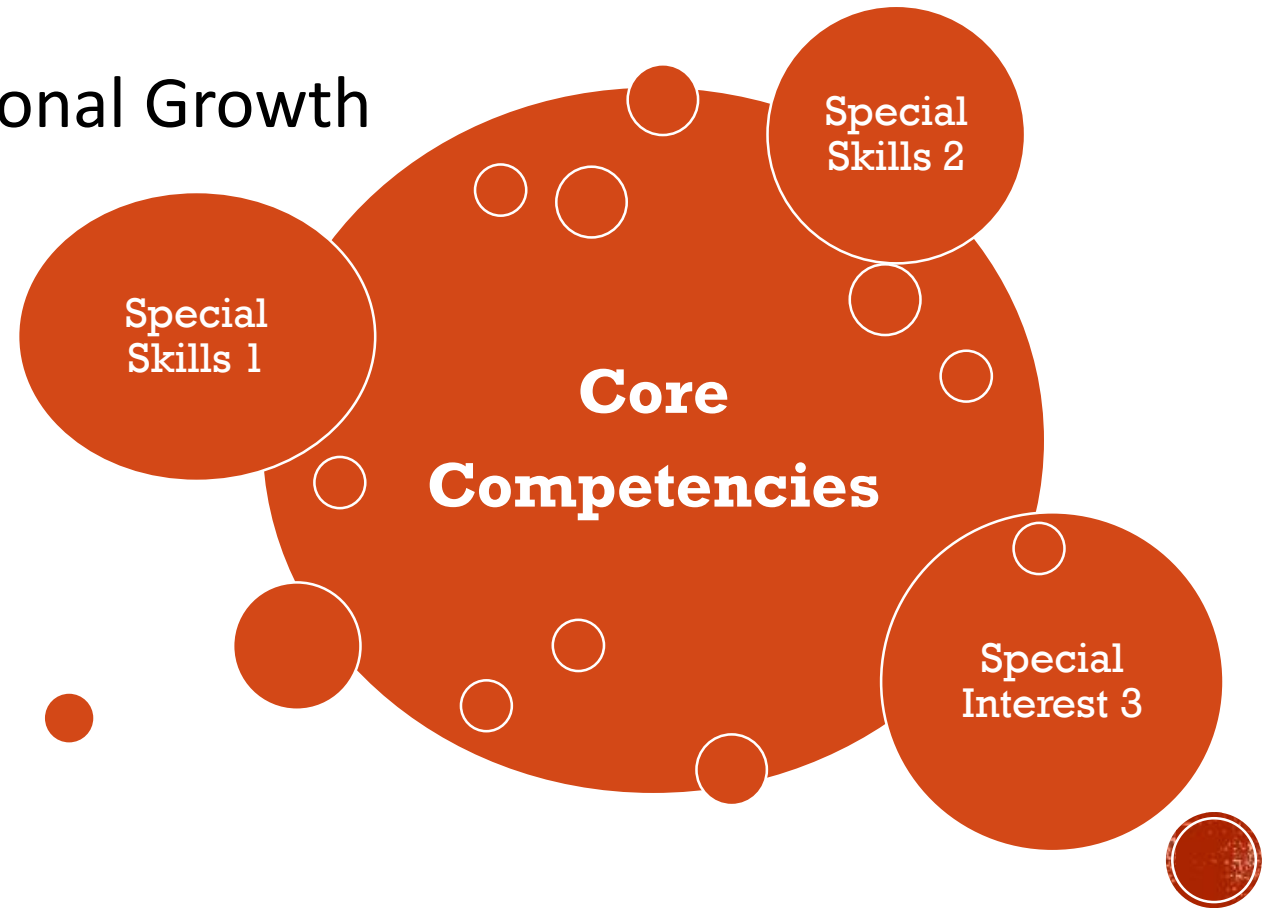 onal Growth
Special
Skills 2
Special
Skills 1
Core
Competencies
Special
Interest 3